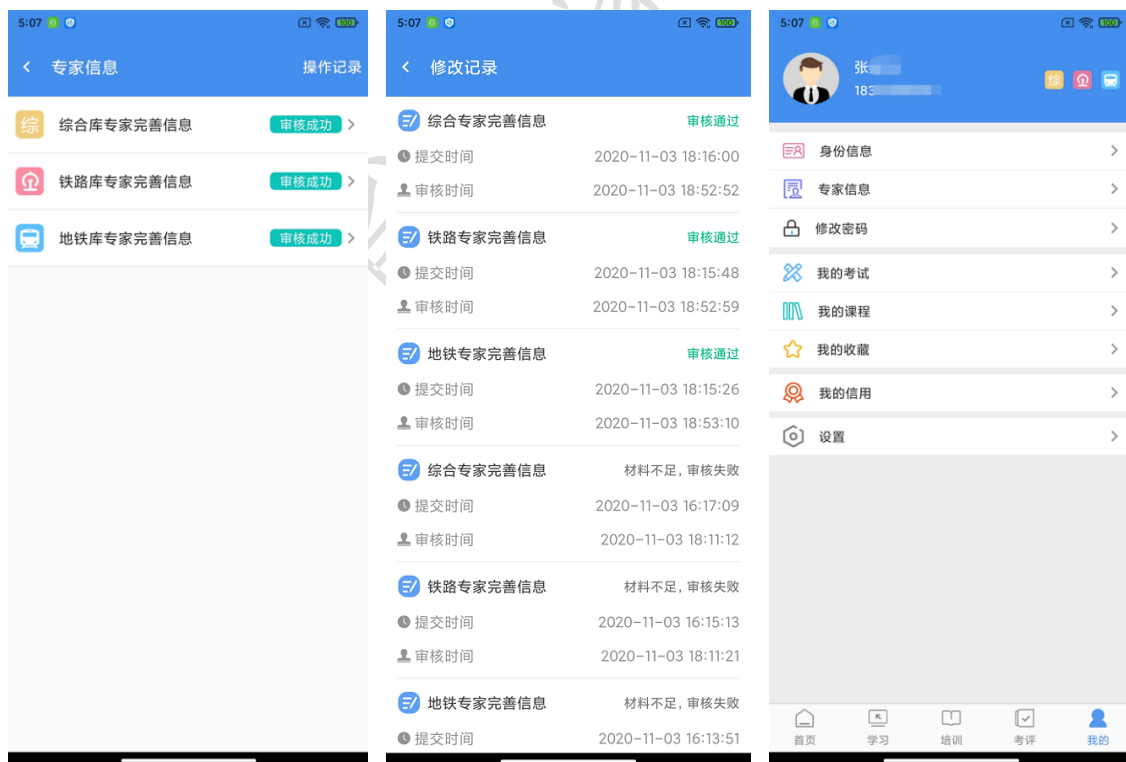 5:07
100
专家信息
操作记录
综
综合库专家完善信息
审核成功
铁路库专家完善信息
审核成功
地铁库专家完善信息
审核成功
5:07
100
修改记录
综合专家完善信息
审核通过
提交时间
2020-11-03 18:16:00
审核时间
2020-11-03 18:52:52
铁路专家完善信息
审核通过
提交时间
2020-11-03 18:15:48
审核时间
2020-11-03 18:52:59
地铁专家完善信息
审核通过
提交时间
2020-11-03 18:15:26
审核时间
2020-11-03 18:53:10
综合专家完善信息
材料不足，审核失败
提交时间
2020-11-03 16:17:09
审核时间
2020-11-03 18:11:12
铁路专家完善信息
材料不足，审核失败
提交时间
2020-11-03 16:15:13
审核时间
2020-11-03 18:11:21
地铁专家完善信息
材料不足，审核失败
提交时间
2020-11-03 16:13:51
5:07
100
张
183
综
身份信息
专家信息
修改密码
我的考试
我的课程
我的收藏
我的信用
设置
首页
学习
培训
考评
我的